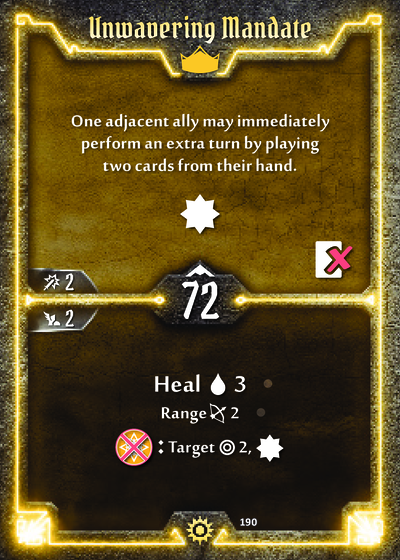 Unwavering Mandate
One adjacent ally may immediately
perform an extra turn by playing
two cards from their hand.
2
72
2
Heal 3
Range 2
: Target 2,
190